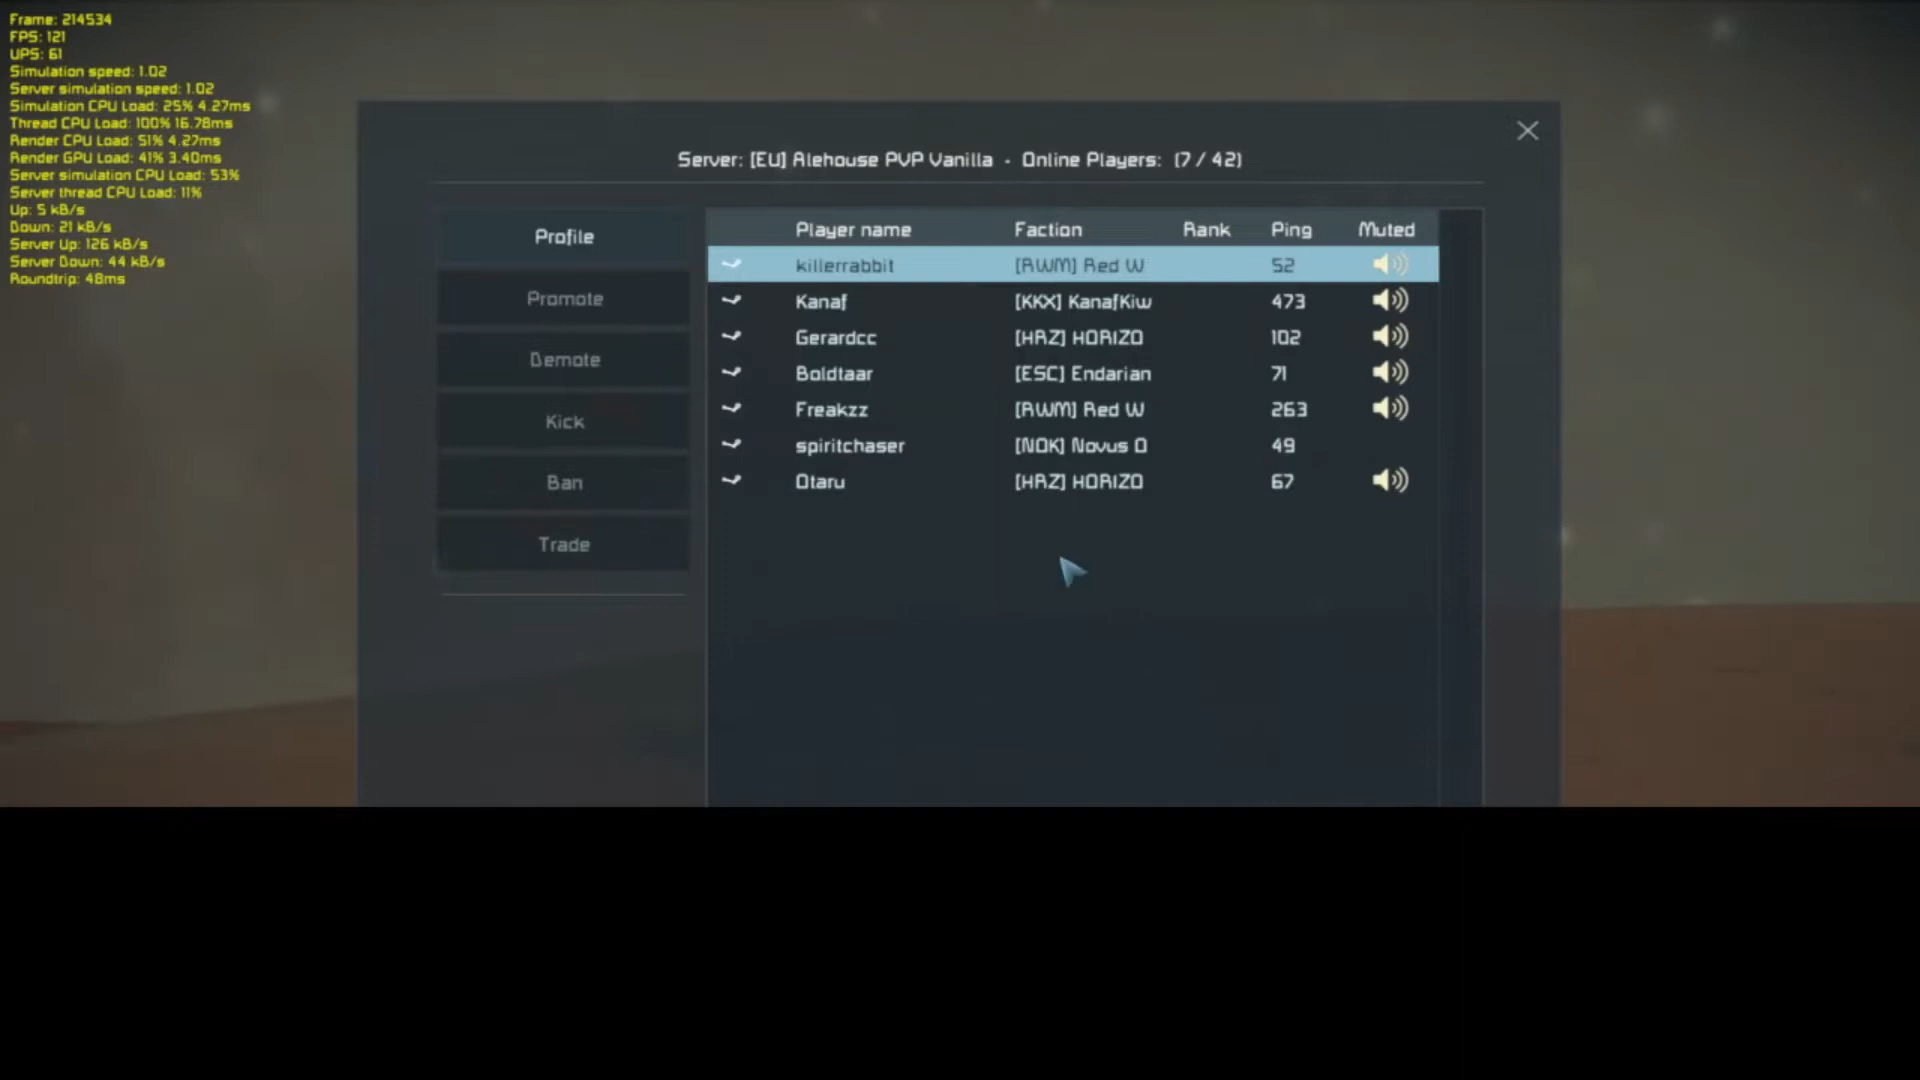 Frame: 214534
FPS: 121
UPS: 61
Simulation speed: 1.02
Server simulation speed: 1.02
Simulation CPU Load: 25% 4.27ms
Thread CPU Load: 100% 16.78ms
Render CPU Load: 51% 4.27ms
Render GPU Load: 41% 3.40ms
Server simulation CPU Load: 53%
Server thread CPU Load: 11%
Up: 5 kB/s
Down: 21 kB/s
Server Up: 126 kB/s
Server Down: 44 kB/s
Roundtrip: 48ms
Server: [EU] Alehouse PVP Vanilla - Online Players: (7 / 42)
Profile
Promote
Demote
Kick
Ban
Trade
Player name Faction Rank Ping Muted
killerrabbit [RWM] Red W 52
Kanaf [KKX] KanafKiw 473
Gerardcc [HRZ] HORIZO 102
Boldtaar [ESC] Endarian 71
Freakzz [RWM] Red W 263
spiritchaser [NOK] Novus O 49
Otaru [HRZ] HORIZO 67